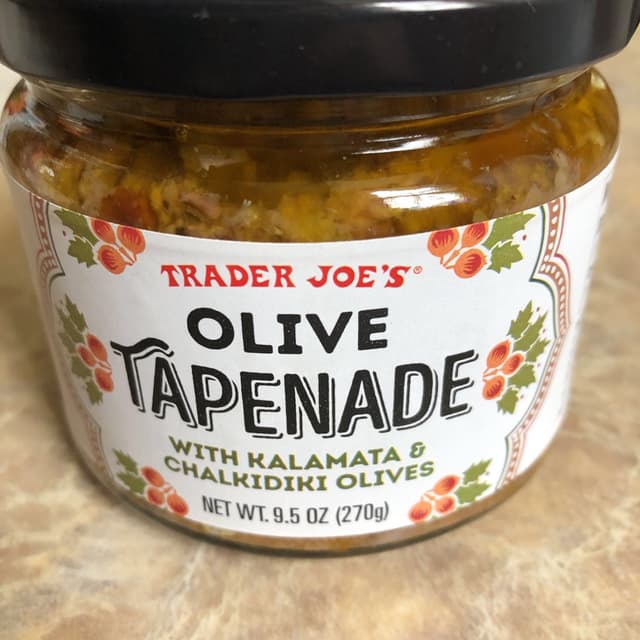 TRADER JOE'S®
OLIVE
TAPENADE
WITH KALAMATA &
CHALKIDIKI OLIVES
NET WT. 9.5 OZ (270g)